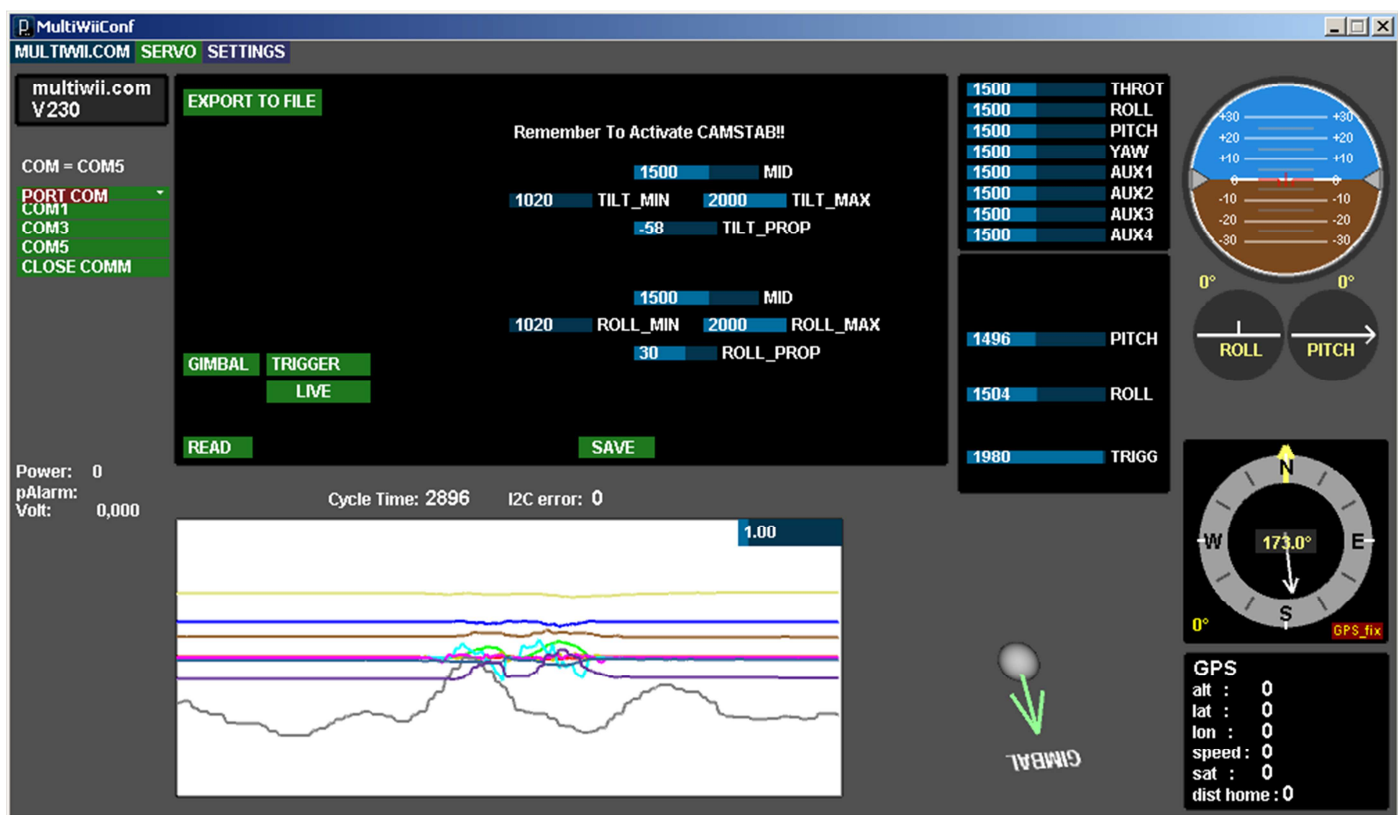 MultiWiiConf
MULTIWII.COM SERVO SETTINGS
multiwii.com
V230
COM = COM5
PORT COM
COM1
COM3
COM5
CLOSE COMM
Power: 0
pAlarm:
Volt: 0,000
EXPORT TO FILE
Remember To Activate CAMSTAB!!
1500 MID
1020 TILT_MIN 2000 TILT_MAX
-58 TILT_PROP
1500 MID
1020 ROLL_MIN 2000 ROLL_MAX
30 ROLL_PROP
GIMBAL TRIGGER
LIVE
READ SAVE
Cycle Time: 2896 I2C error: 0
1.00
1500 THROT
1500 ROLL
1500 PITCH
1500 YAW
1500 AUX1
1500 AUX2
1500 AUX3
1500 AUX4
1496 PITCH
1504 ROLL
1980 TRIGG
GIMBAL
+30 +30
+20 +20
+10 +10
0 0
-10 -10
-20 -20
-30 -30
0° 0°
ROLL PITCH
N
W 173.0° E
S
0° GPS_fix
GPS
alt : 0
lat : 0
lon : 0
speed : 0
sat : 0
dist home : 0